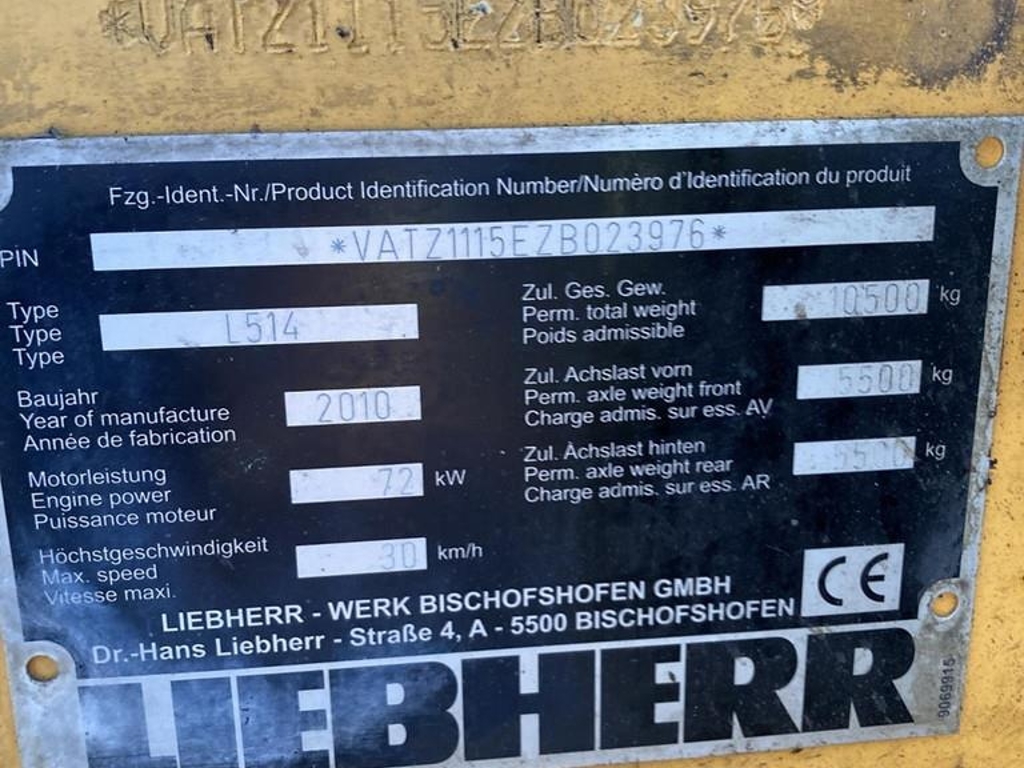 *VATZ1115EZB023976*
Fzg.-Ident.-Nr./Product Identification Number/Numèro d'Identification du produit
PIN *VATZ1115EZB023976*
Type
Type L514
Type
Zul. Ges. Gew.
Perm. total weight 10500 kg
Poids admissible
Baujahr
Year of manufacture 2010
Année de fabrication
Zul. Achslast vorn
Perm. axle weight front 5500 kg
Charge admis. sur ess. AV
Motorleistung
Engine power 72 kW
Puissance moteur
Zul. Achslast hinten
Perm. axle weight rear 5500 kg
Charge admis. sur ess. AR
Höchstgeschwindigkeit
Max. speed 30 km/h
Vitesse maxi.
LIEBHERR - WERK BISCHOFSHOFEN GMBH
Dr.-Hans Liebherr - Straße 4, A - 5500 BISCHOFSHOFEN
CE
LIEBHERR
9069915